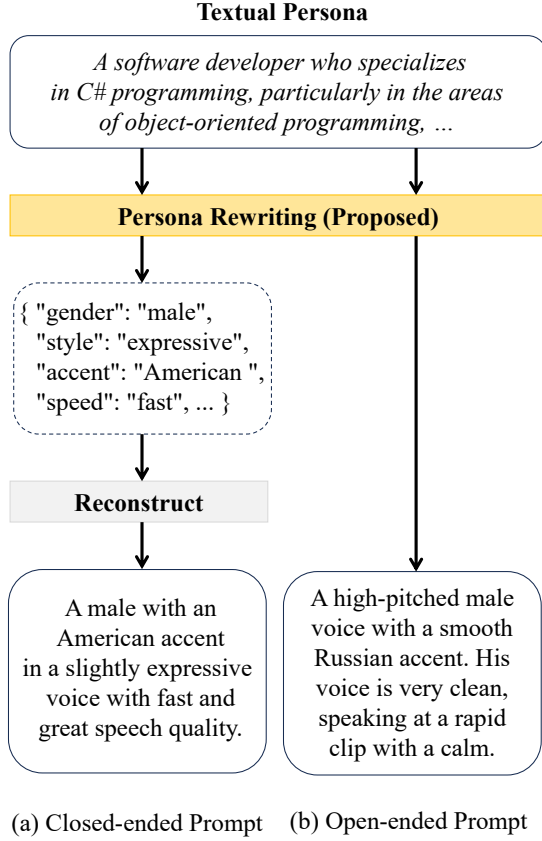 Textual Persona
A software developer who specializes
in C# programming, particularly in the areas
of object-oriented programming, ...
Persona Rewriting (Proposed)
{ "gender": "male",
"style": "expressive",
"accent": "American ",
"speed": "fast", ... }
Reconstruct
A male with an
American accent
in a slightly expressive
voice with fast and
great speech quality.
A high-pitched male
voice with a smooth
Russian accent. His
voice is very clean,
speaking at a rapid
clip with a calm.
(a) Closed-ended Prompt
(b) Open-ended Prompt